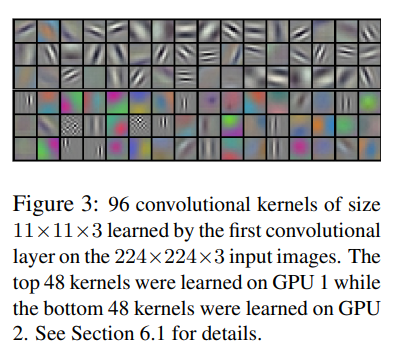 Figure 3: 96 convolutional kernels of size
11×11×3 learned by the first convolutional
layer on the 224×224×3 input images. The
top 48 kernels were learned on GPU 1 while
the bottom 48 kernels were learned on GPU
2. See Section 6.1 for details.